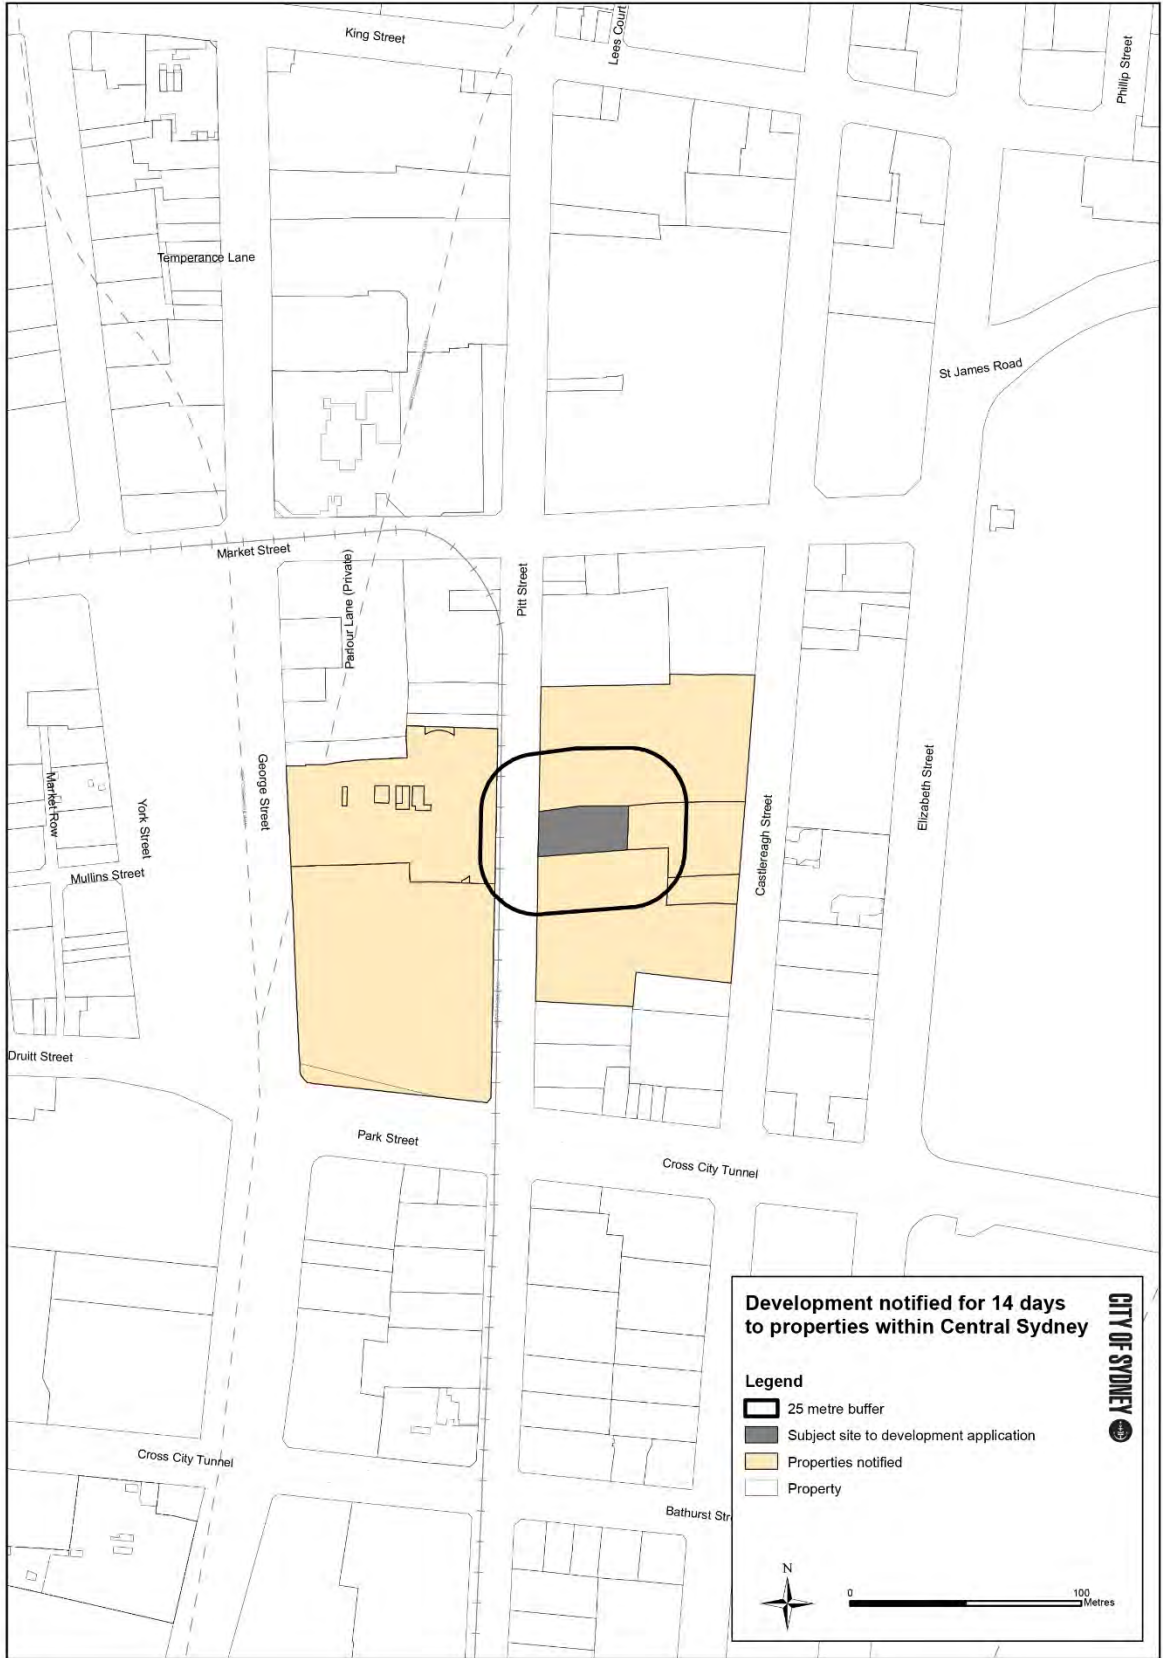 King Street
Lees Court
Phillip Street
Temperance Lane
St James Road
Market Street
Parlour Lane (Private)
Pitt Street
George Street
Market Row
York Street
Mullins Street
Castlereagh Street
Elizabeth Street
Druitt Street
Park Street
Cross City Tunnel
Cross City Tunnel
Bathurst Str
Development notified for 14 days
to properties within Central Sydney
CITY OF SYDNEY
Legend
25 metre buffer
Subject site to development application
Properties notified
Property
N
0 100
Metres